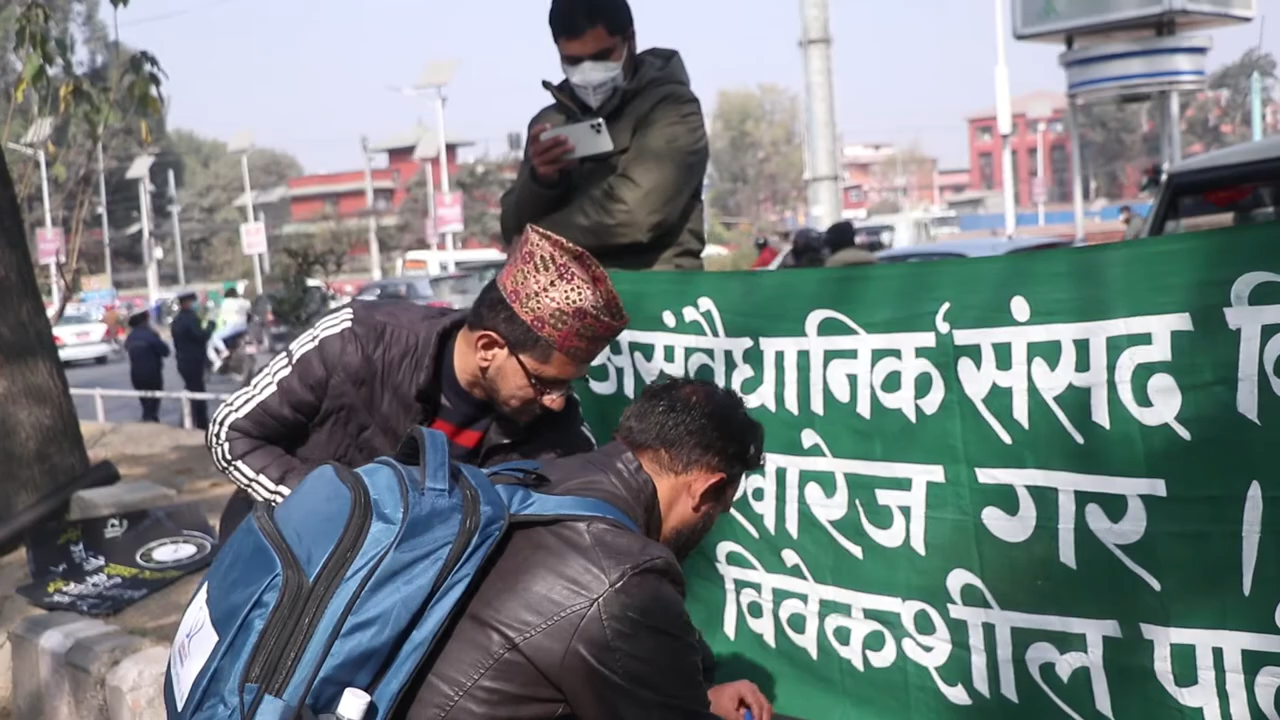 असंवैधानिक 'संसद वि
खारेज गर ।
विवेकशील पार्